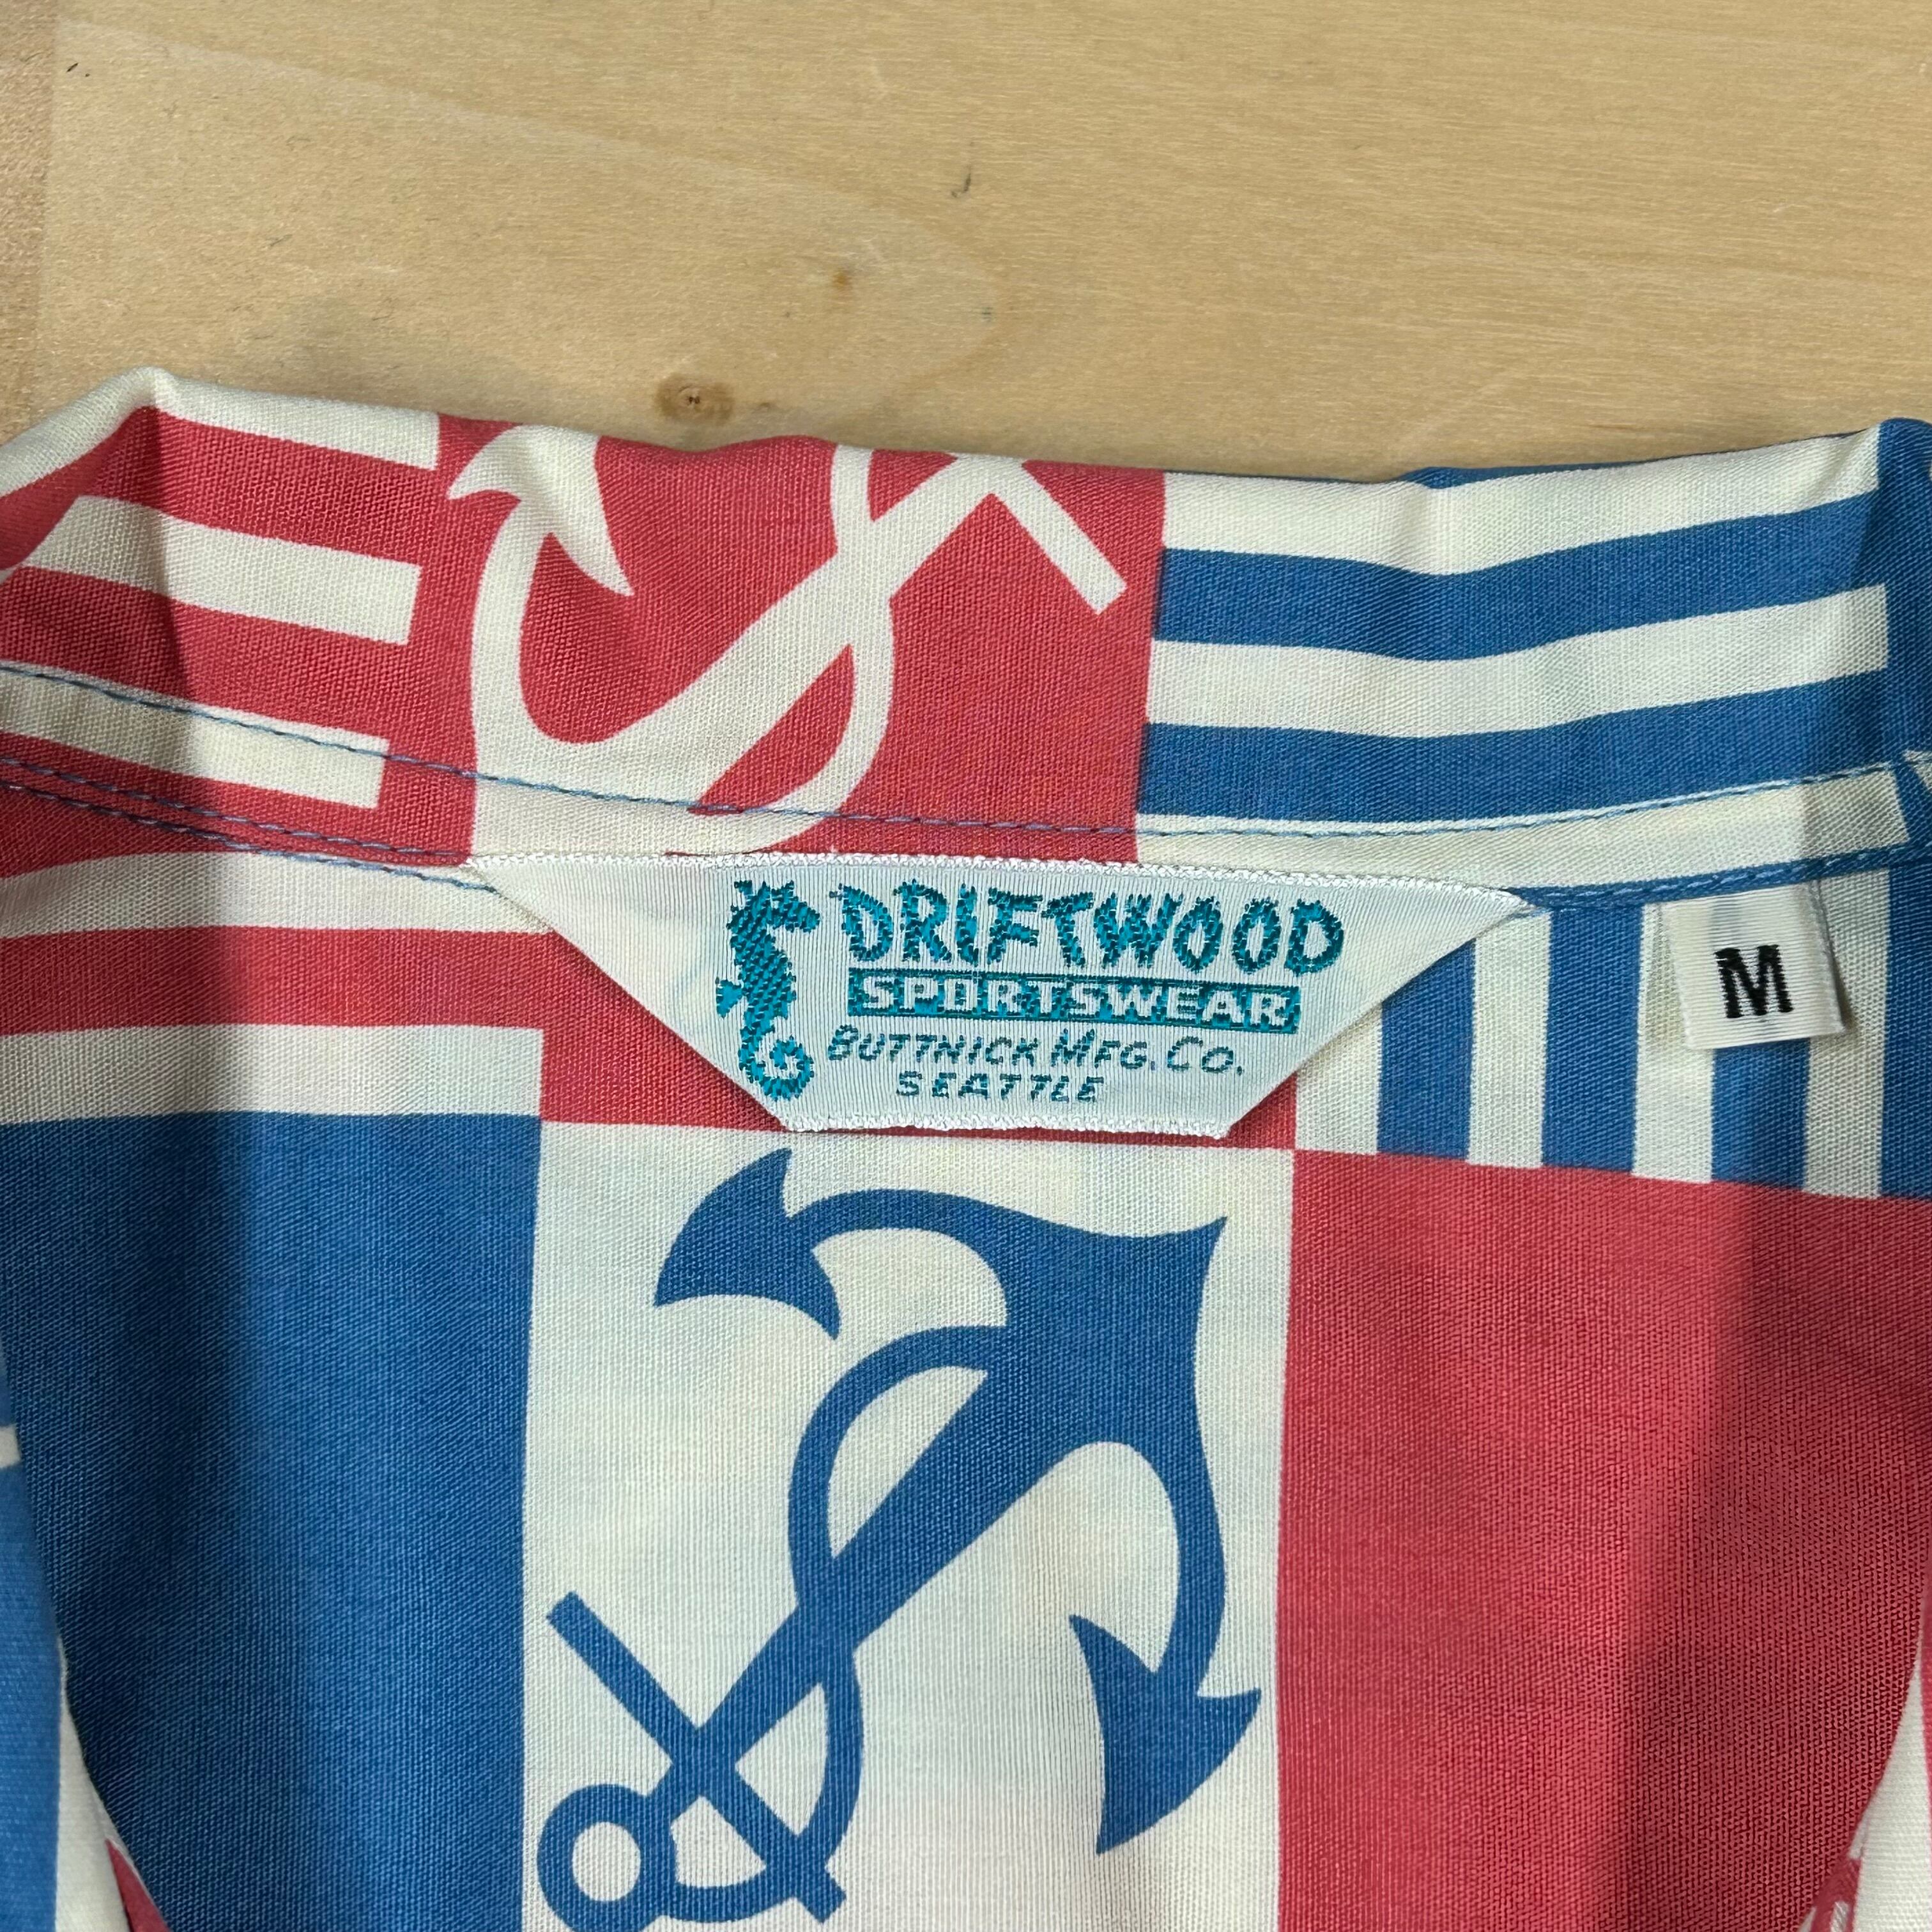 DRIFTWOOD
SPORTSWEAR
BUTTNICK MFG. CO.
SEATTLE
M